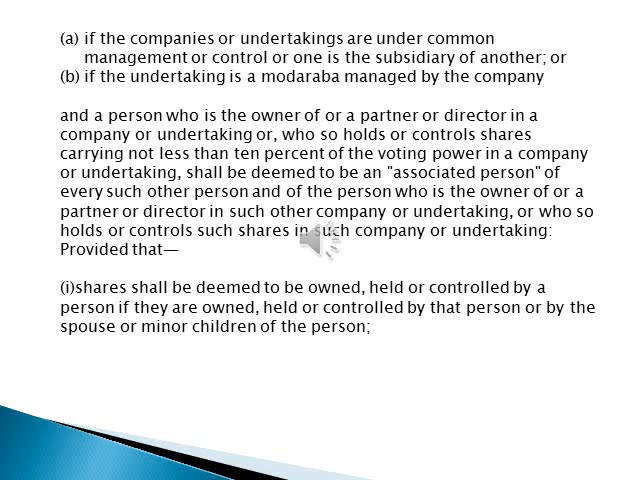 (a) if the companies or undertakings are under common
management or control or one is the subsidiary of another; or
(b) if the undertaking is a modaraba managed by the company
and a person who is the owner of or a partner or director in a
company or undertaking or, who so holds or controls shares
carrying not less than ten percent of the voting power in a company
or undertaking, shall be deemed to be an "associated person" of
every such other person and of the person who is the owner of or a
partner or director in such other company or undertaking, or who so
holds or controls such shares in such company or undertaking:
Provided that—
(i)shares shall be deemed to be owned, held or controlled by a
person if they are owned, held or controlled by that person or by the
spouse or minor children of the person;